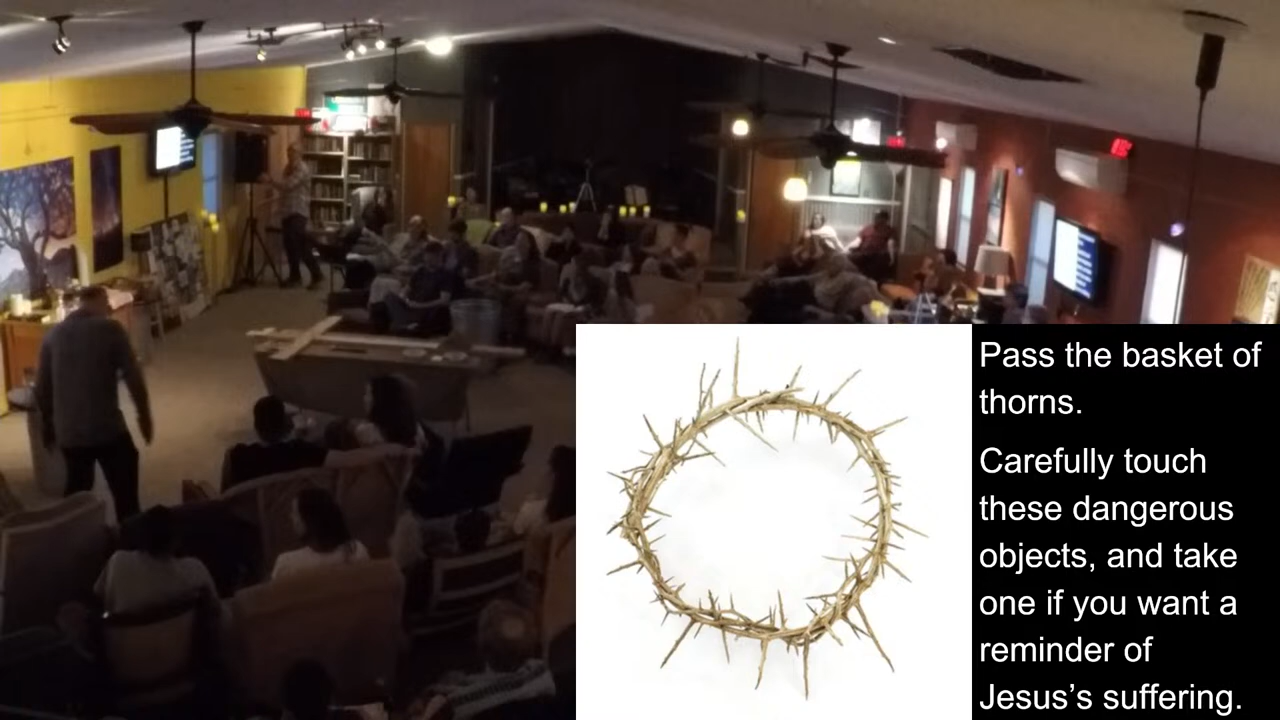 Pass the basket of
thorns.
Carefully touch
these dangerous
objects, and take
one if you want a
reminder of
Jesus’s suffering.